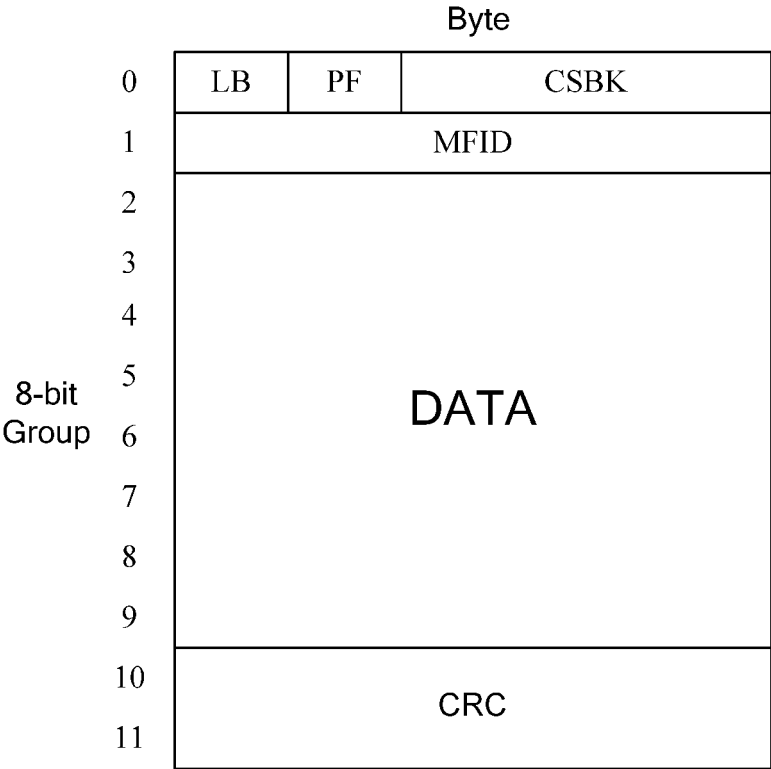 Byte
0 LB PF CSBK
1 MFID
2
3
4
5
8-bit
Group
DATA
6
7
8
9
10
CRC
11